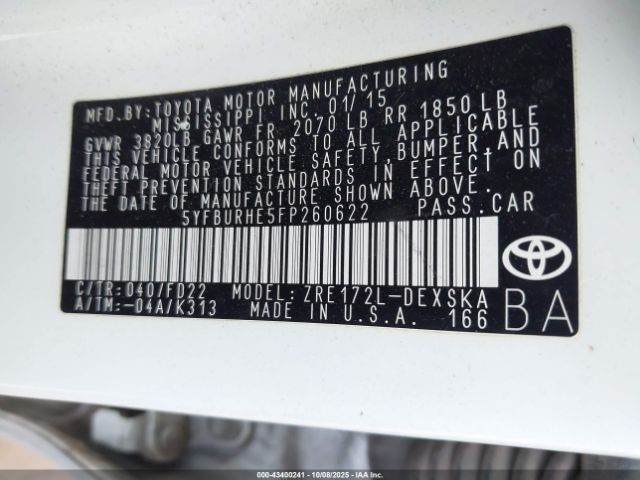 MFD.BY:TOYOTA MOTOR MANUFACTURING
MISSISSIPPI INC. 01/15
GVWR 3820LB GAWR FR 2070 LB RR 1850 LB
THIS VEHICLE CONFORMS TO ALL APPLICABLE
FEDERAL MOTOR VEHICLE SAFETY,BUMPER,AND
THEFT PREVENTION STANDARDS IN EFFECT ON
THE DATE OF MANUFACTURE SHOWN ABOVE.
5YFBURHE5FP260622 PASS.CAR
C/TR:040/FD22 MODEL:ZRE172L-DEXSKA
A/TM:-04A/K313 MADE IN U.S.A. 166
BA
000-43400241 - 10/08/2025 - IAA Inc.